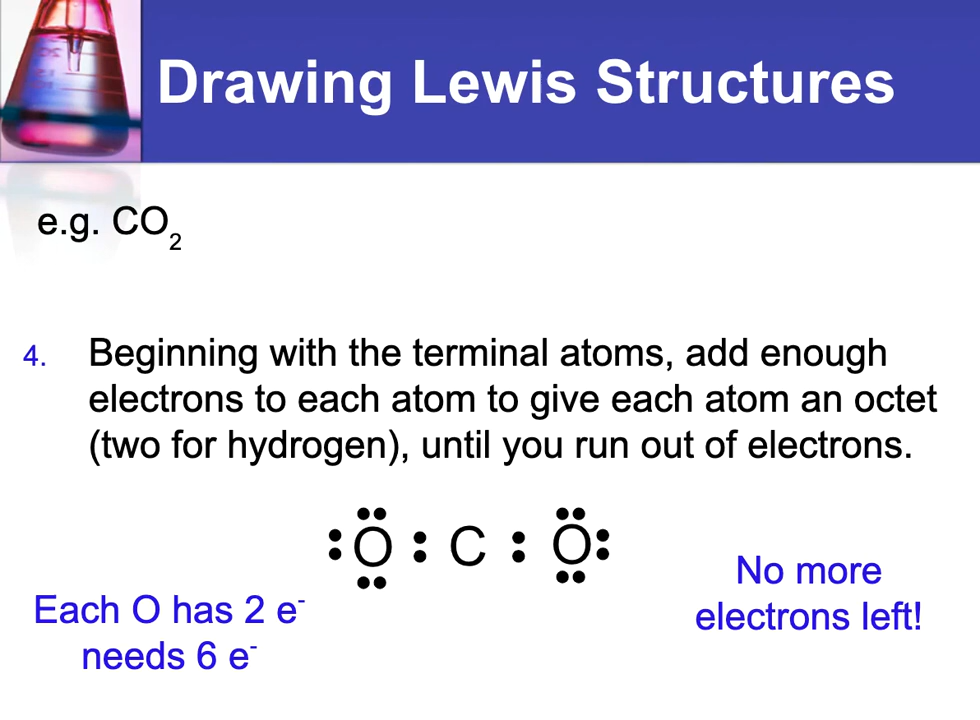 Drawing Lewis Structures
e.g. CO₂
4. Beginning with the terminal atoms, add enough
electrons to each atom to give each atom an octet
(two for hydrogen), until you run out of electrons.
O : C : O
Each O has 2 e⁻
needs 6 e⁻
No more
electrons left!